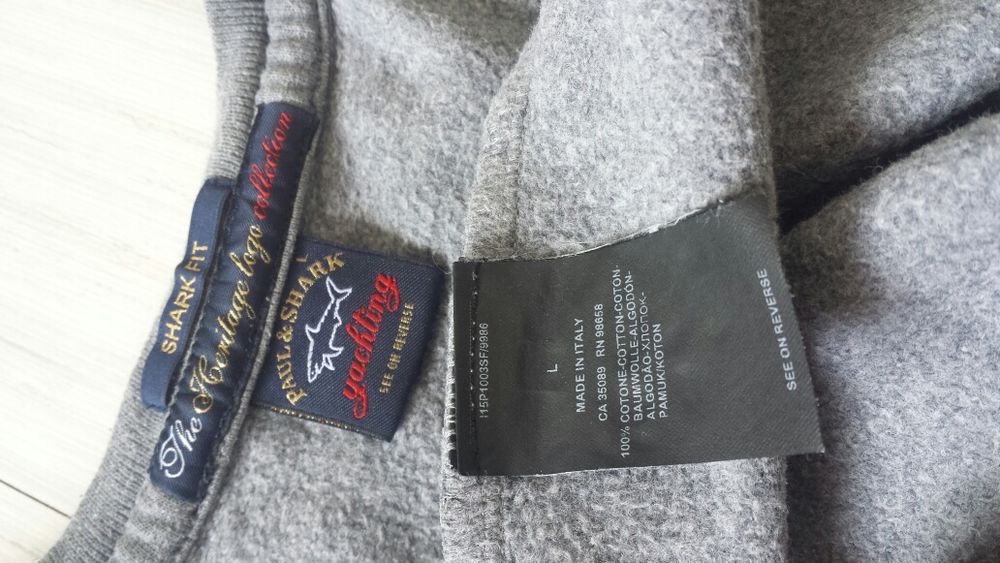 SHARK FIT
The Heritage logo collection
L
PAUL & SHARK
yachting
SEE ON REVERSE
I15P1003SF/9986
L
MADE IN ITALY
CA 35089 RN 98658
100% COTONE-COTTON-COTON-
BAUMWOLLE-ALGODÓN-
ALGODÃO-ΧΛΟΠΟΚ-
PAMUK/KOTON
SEE ON REVERSE